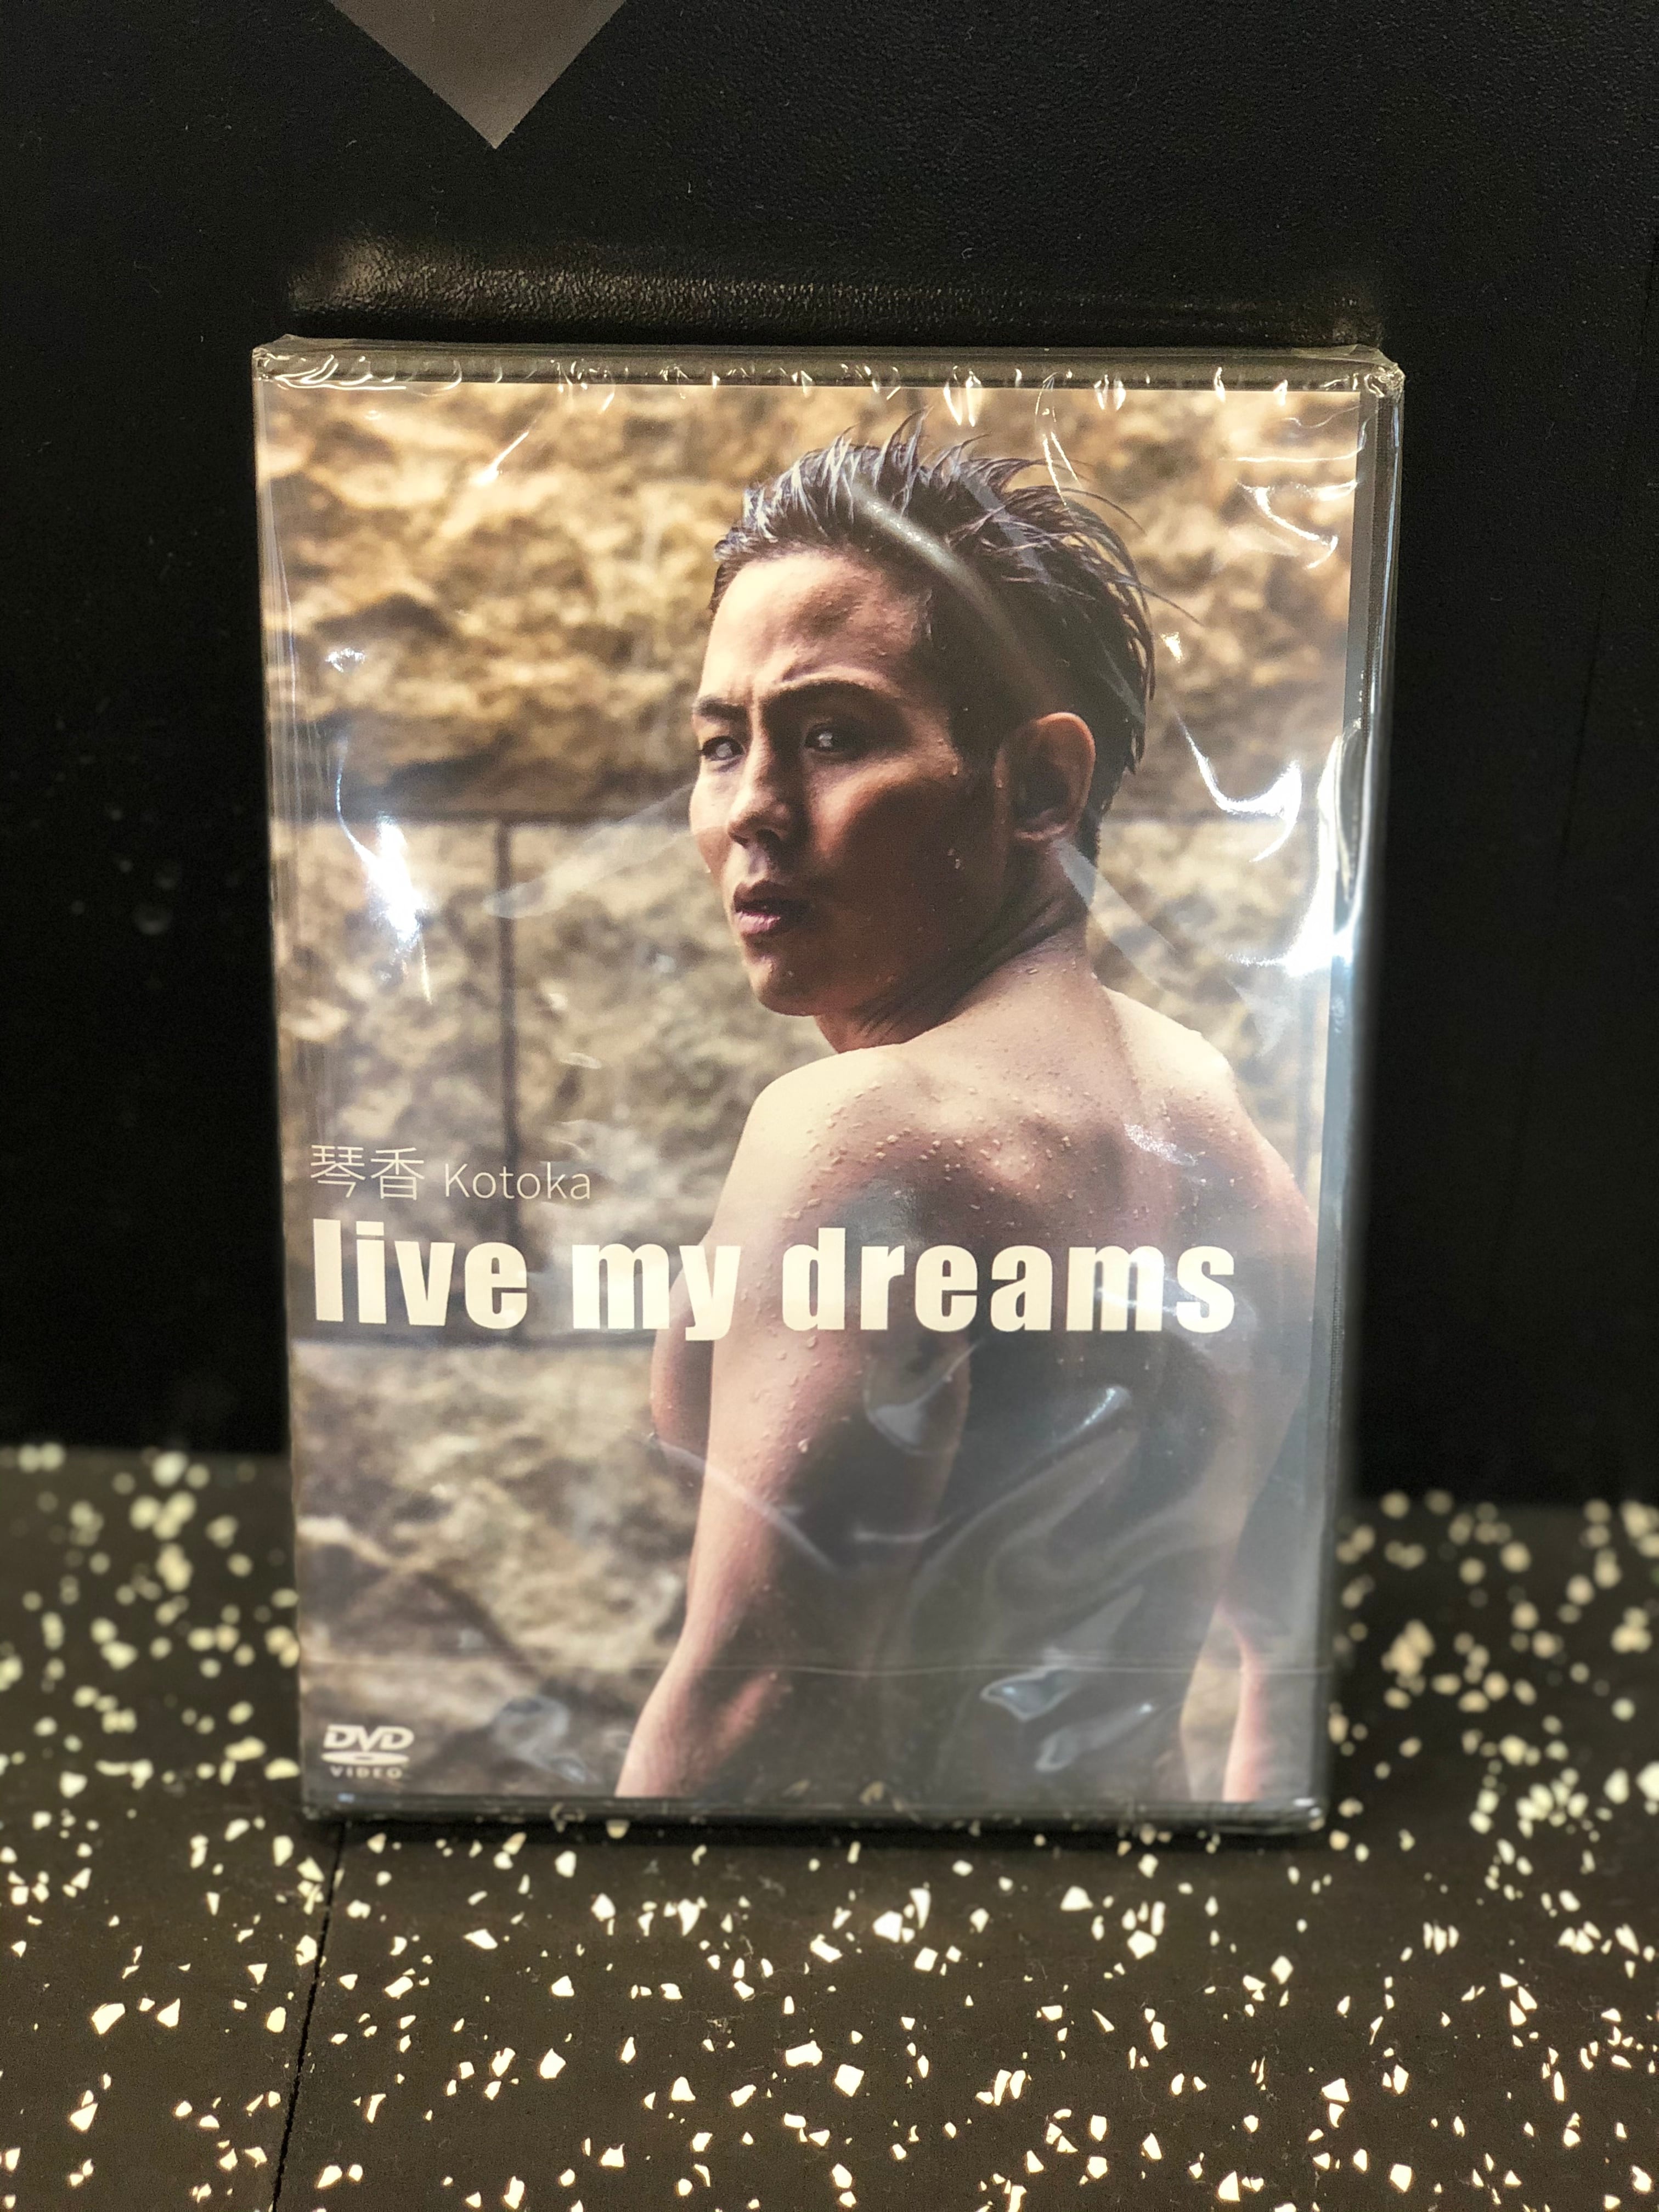 琴香 Kotoka
live my dreams
DVD
VIDEO